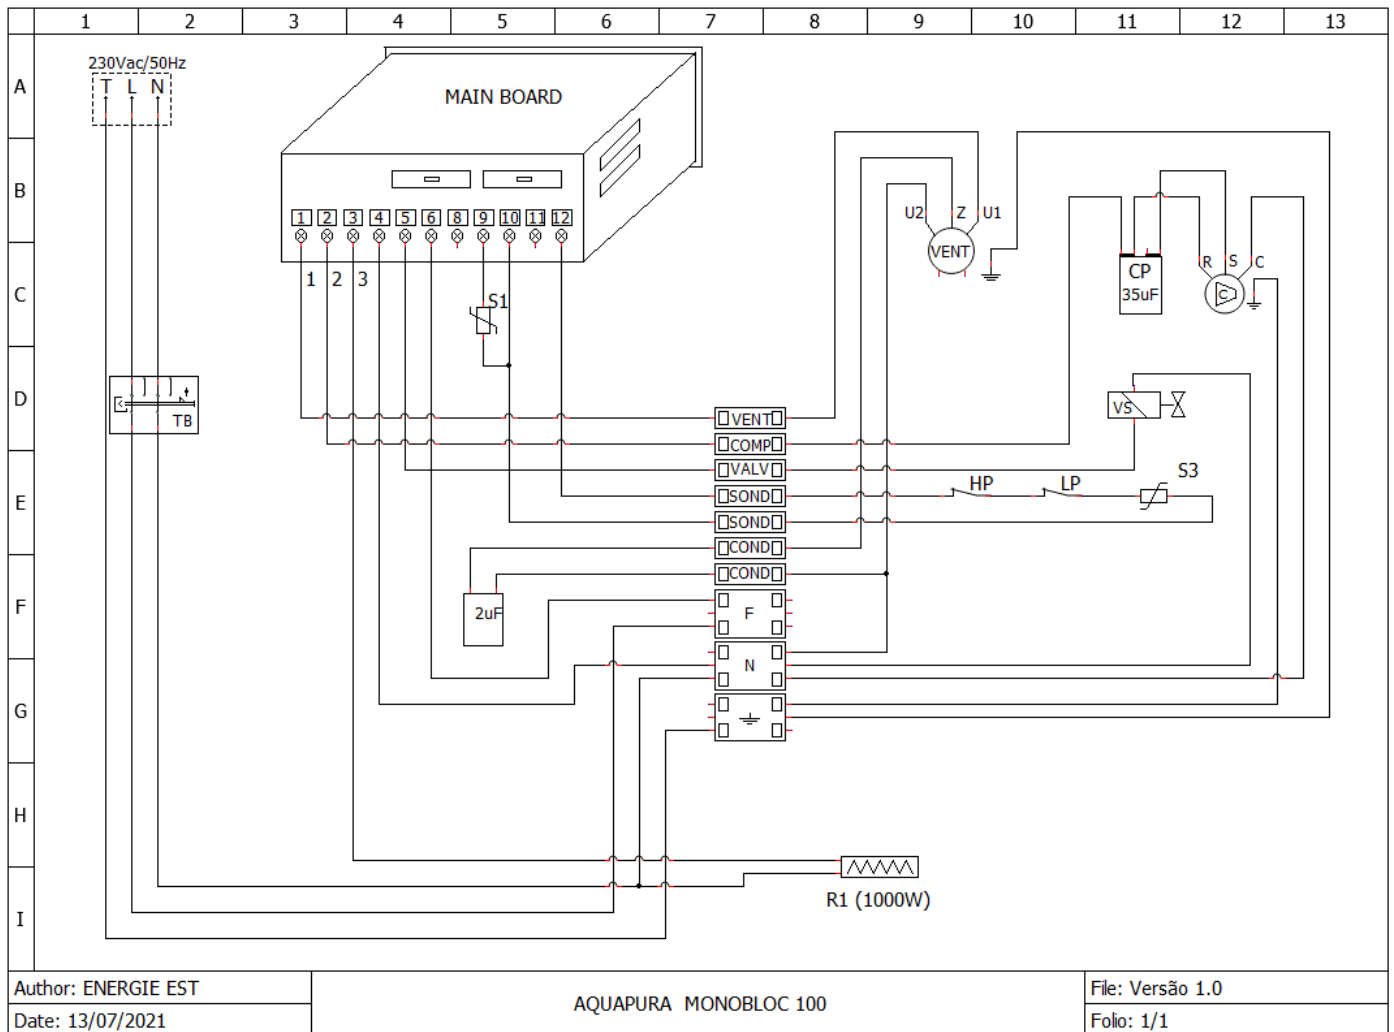 1 2 3 4 5 6 7 8 9 10 11 12 13
A
B
C
D
E
F
G
H
I
230Vac/50Hz
T L N
MAIN BOARD
1 2 3 4 5 6 8 9 10 11 12
1 2 3
S1
TB
U2 Z U1
VENT
CP
35uF
R S C
C
VS
VENT
COMP
VALV
SOND
SOND
COND
COND
F
N
HP LP S3
2uF
R1 (1000W)
Author: ENERGIE EST
Date: 13/07/2021
AQUAPURA MONOBLOC 100
File: Versão 1.0
Folio: 1/1